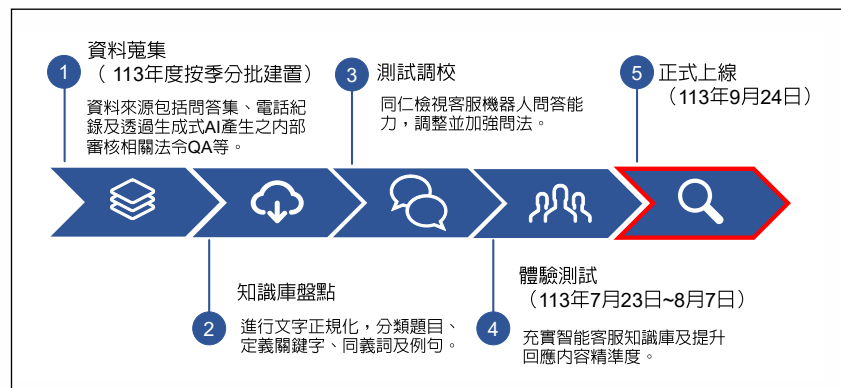 1
資料蒐集
（ 113年度按季分批建置）
資料來源包括問答集、電話紀
錄及透過生成式AI產生之內部
審核相關法令QA等。
2
知識庫盤點
進行文字正規化，分類題目、
定義關鍵字、同義詞及例句。
3
測試調校
同仁檢視客服機器人問答能
力，調整並加強問法。
4
體驗測試
（113年7月23日~8月7日）
充實智能客服知識庫及提升
回應内容精準度。
5
正式上線
（113年9月24日）